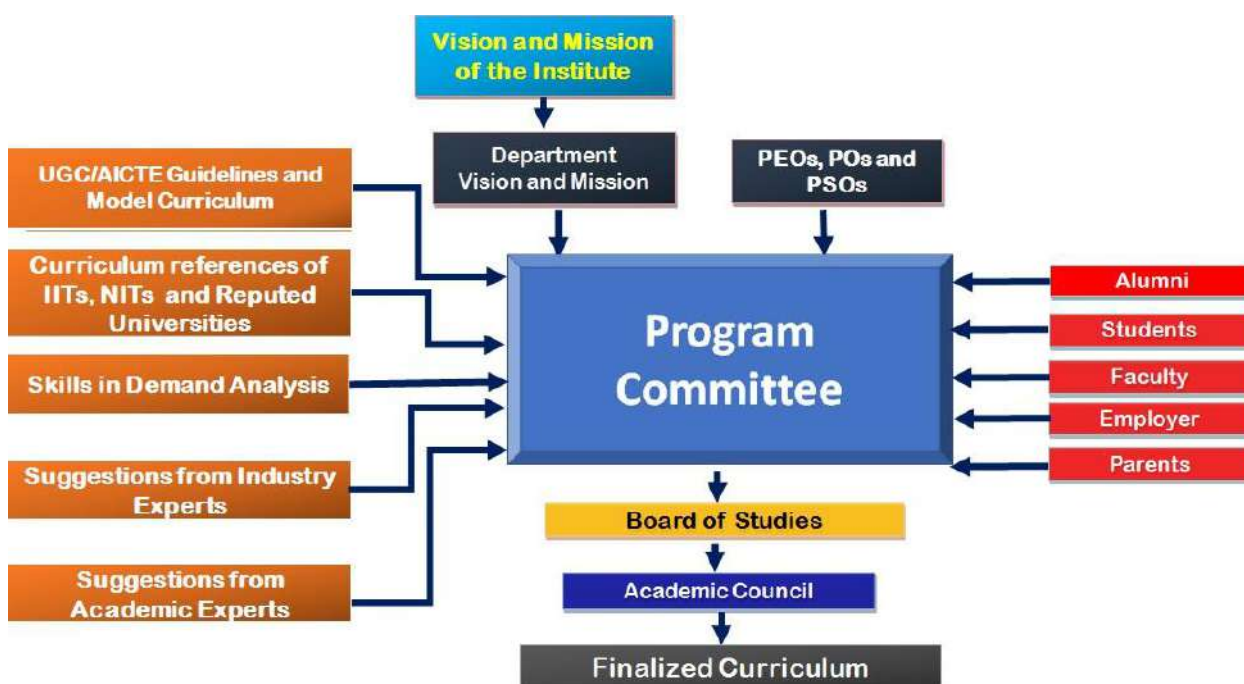 Vision and Mission
of the Institute
Department
Vision and Mission
PEOs, POs and
PSOs
UGC/AICTE Guidelines and
Model Curriculum
Curriculum references of
IITs, NITs and Reputed
Universities
Skills in Demand Analysis
Suggestions from Industry
Experts
Suggestions from
Academic Experts
Program
Committee
Alumni
Students
Faculty
Employer
Parents
Board of Studies
Academic Council
Finalized Curriculum